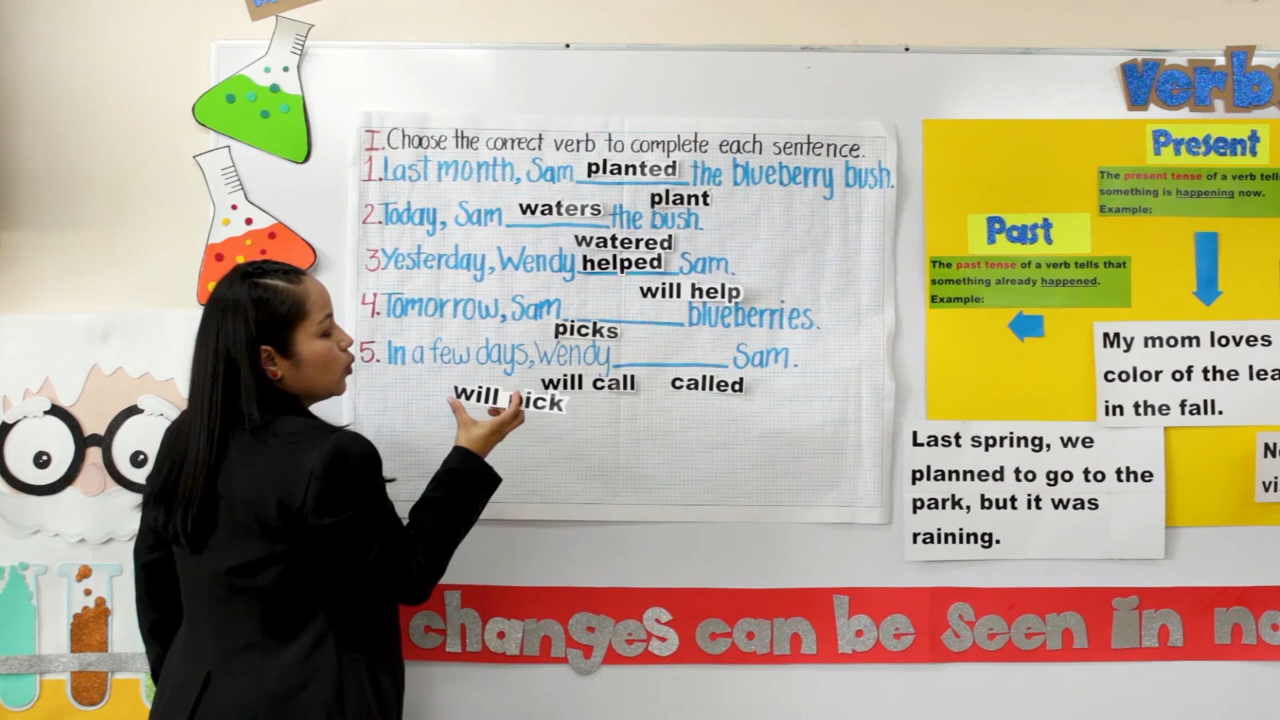 I. Choose the correct verb to complete each sentence.
1. Last month, Sam planted the blueberry bush.
plant
2. Today, Sam waters the bush.
watered
3. Yesterday, Wendy helped Sam.
will help
4. Tomorrow, Sam ________ blueberries.
picks
5. In a few days, Wendy ________ Sam.
will call called
will pick
Verb
Present
The present tense of a verb tells
something is happening now.
Example:
Past
The past tense of a verb tells that
something already happened.
Example:
My mom loves
color of the
in the fall.
Last spring, we
planned to go to the
park, but it was
raining.
changes can be seen in